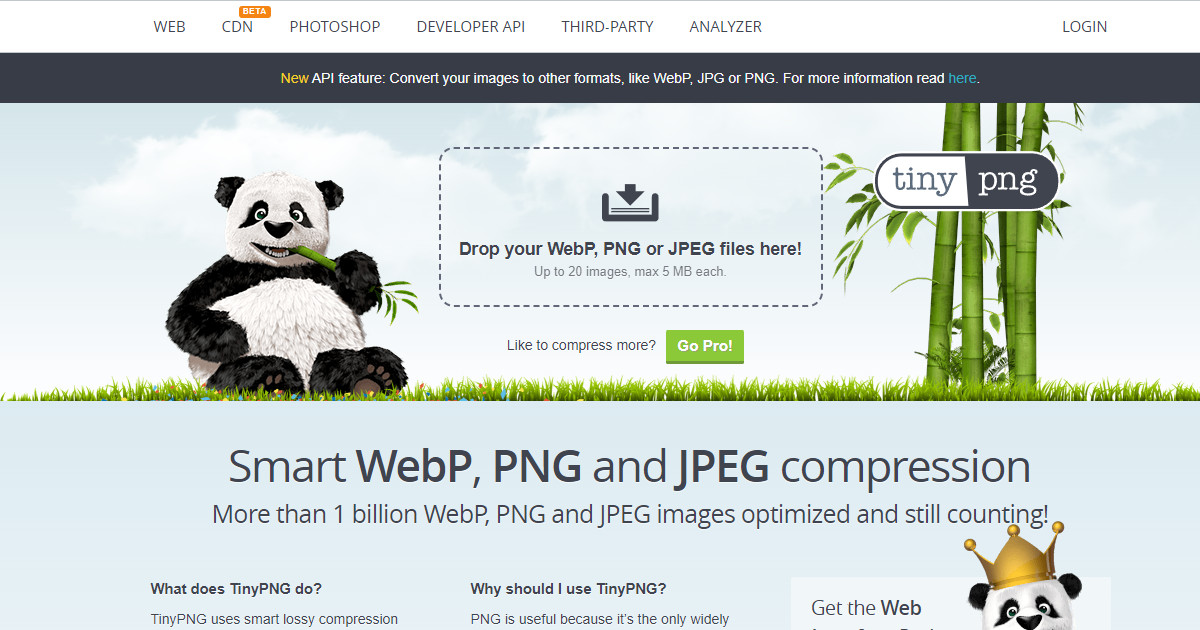 BETA
WEB CDN PHOTOSHOP DEVELOPER API THIRD-PARTY ANALYZER LOGIN
New API feature: Convert your images to other formats, like WebP, JPG or PNG. For more information read here.
tiny png
Drop your WebP, PNG or JPEG files here!
Up to 20 images, max 5 MB each.
Like to compress more? Go Pro!
Smart WebP, PNG and JPEG compression
More than 1 billion WebP, PNG and JPEG images optimized and still counting!
What does TinyPNG do?
TinyPNG uses smart lossy compression
Why should I use TinyPNG?
PNG is useful because it's the only widely
Get the Web